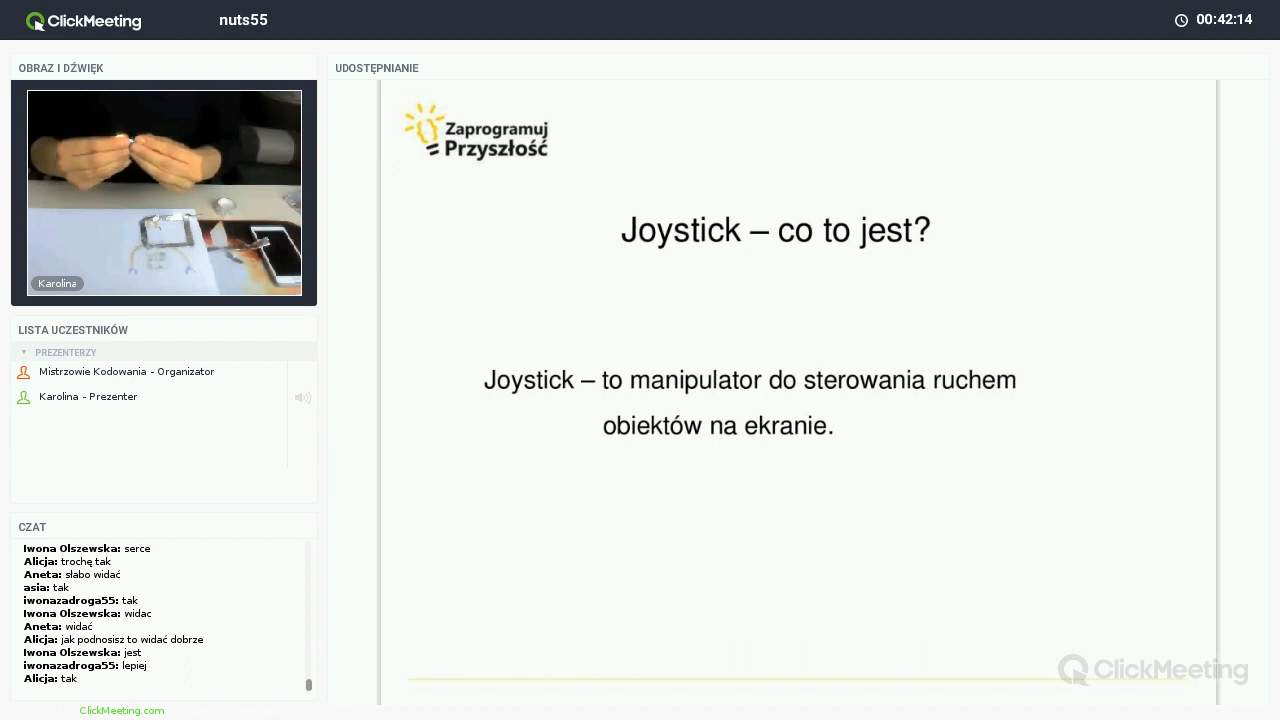 ClickMeeting
nuts55
00:42:14
OBRAZ I DŹWIĘK
Karolina
LISTA UCZESTNIKÓW
PREZENTERZY
Mistrzowie Kodowania - Organizator
Karolina - Prezenter
CZAT
Iwona Olszewska: serce
Alicja: trochę tak
Aneta: słabo widać
asia: tak
iwonazadroga55: tak
Iwona Olszewska: widac
Aneta: widać
Alicja: jak podnosisz to widać dobrze
Iwona Olszewska: jest
iwonazadroga55: lepiej
Alicja: tak
ClickMeeting.com
UDOSTĘPNIANIE
Zaprogramuj
Przyszłość
Joystick – co to jest?
Joystick – to manipulator do sterowania ruchem
obiektów na ekranie.
ClickMeeting